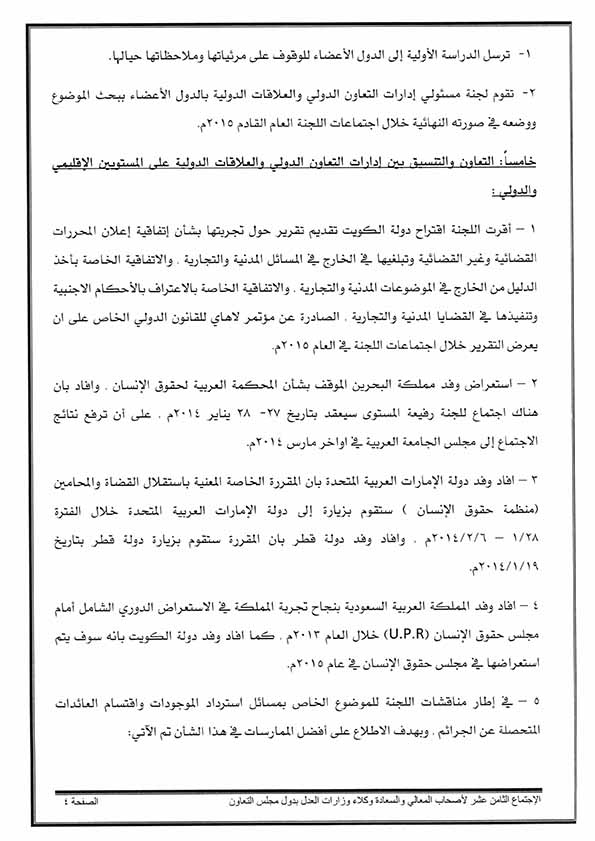 ١- ترسل الدراسة الأولية إلى الدول الأعضاء للوقوف على مرئياتها وملاحظاتها حيالها.
٢- تقوم لجنة مسئولي إدارات التعاون الدولي والعلاقات الدولية بالدول الأعضاء ببحث الموضوع
ووضعه في صورته النهائية خلال اجتماعات اللجنة العام القادم ٢٠١٥م.
خامساً: التعاون والتنسيق بين إدارات التعاون الدولي والعلاقات الدولية على المستويين الإقليمي
والدولي :
١ – أقرت اللجنة اقتراح دولة الكويت تقديم تقرير حول تجربتها بشأن إتفاقية إعلان المحررات
القضائية وغير القضائية وتبلغيها في الخارج في المسائل المدنية والتجارية ، والاتفاقية الخاصة بأخذ
الدليل من الخارج في الموضوعات المدنية والتجارية ، والاتفاقية الخاصة بالاعتراف بالأحكام الاجنبية
وتنفيذها في القضايا المدنية والتجارية ، الصادرة عن مؤتمر لاهاي للقانون الدولي الخاص على ان
يعرض التقرير خلال اجتماعات اللجنة في العام ٢٠١٥م.
٢ – استعراض وفد مملكة البحرين الموقف بشأن المحكمة العربية لحقوق الإنسان ، وافاد بان
هناك اجتماع للجنة رفيعة المستوى سيعقد بتاريخ ٢٧- ٢٨ يناير ٢٠١٤م ، على أن ترفع نتائج
الاجتماع إلى مجلس الجامعة العربية في اواخر مارس ٢٠١٤م.
٣ – افاد وفد دولة الإمارات العربية المتحدة بان المقررة الخاصة المعنية باستقلال القضاة والمحامين
(منظمة حقوق الإنسان ) ستقوم بزيارة إلى دولة الإمارات العربية المتحدة خلال الفترة
١/٢٨ – ٢٠١٤/٢/٦م ، وافاد وفد دولة قطر بان المقررة ستقوم بزيارة دولة قطر بتاريخ
٢٠١٤/١/١٩م.
٤ – افاد وفد المملكة العربية السعودية بنجاح تجربة المملكة في الاستعراض الدوري الشامل أمام
مجلس حقوق الإنسان (U.P.R) خلال العام ٢٠١٣م ، كما افاد وفد دولة الكويت بانه سوف يتم
استعراضها في مجلس حقوق الإنسان في عام ٢٠١٥م.
٥ – في إطار مناقشات اللجنة للموضوع الخاص بمسائل استرداد الموجودات واقتسام العائدات
المتحصلة عن الجرائم ، وبهدف الاطلاع على أفضل الممارسات في هذا الشأن تم الآتي:
الإجتماع الثامن عشر لأصحاب المعالي والسعادة وكلاء وزارات العدل بدول مجلس التعاون الصفحة ٤